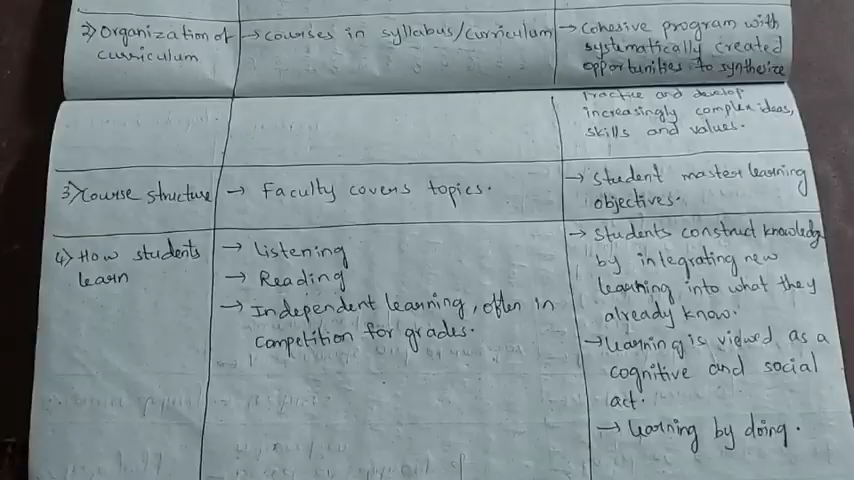 2) Organization of curriculum
→ courses in syllabus/curriculum
→ Cohesive program with
systematically created
opportunities to synthesize
Practice and develop
increasingly complex ideas,
skills and values.
3) Course structure
→ Faculty covers topics.
→ Student master learning
objectives.
4) How students
learn
→ Listening
→ Reading
→ Independent learning, often in
competition for grades.
→ Students construct knowledge
by integrating new
learning into what they
already know.
→ learning is viewed as a
cognitive and social
act.
→ learning by doing.